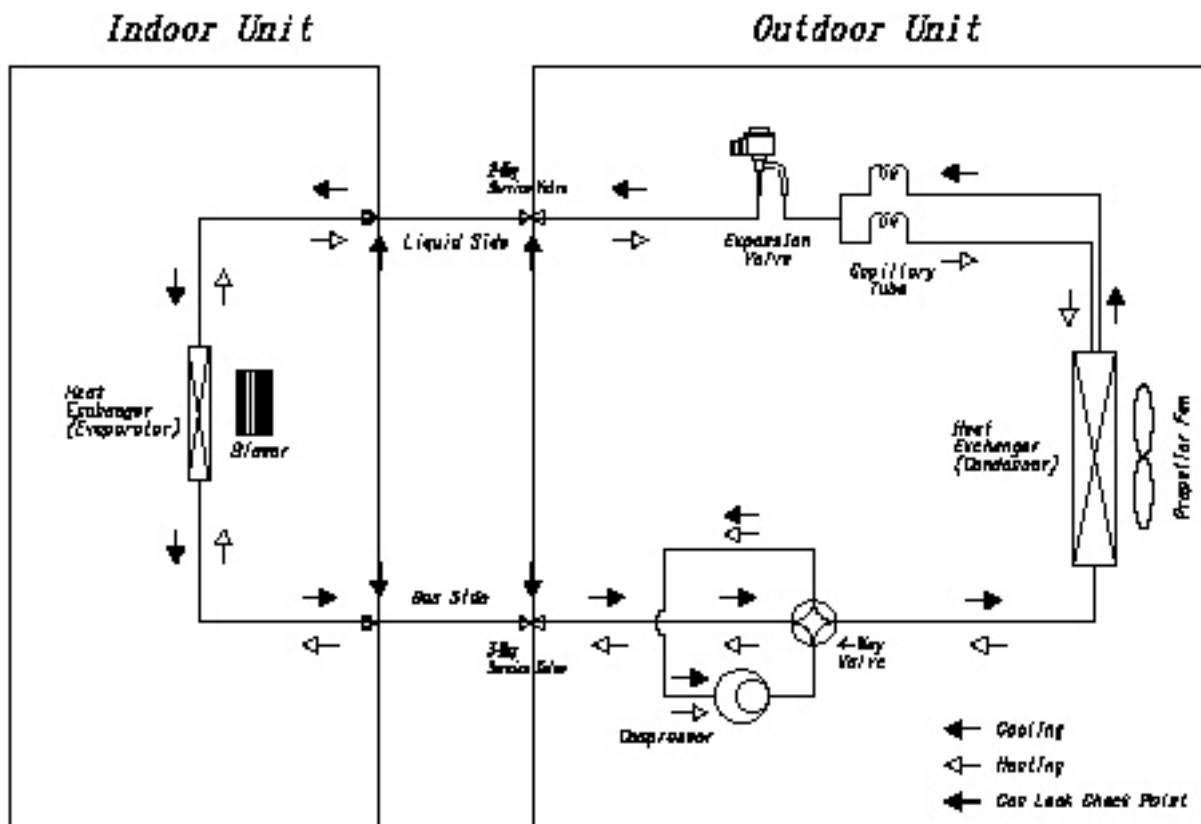 Indoor Unit
Outdoor Unit
2-Way
Service Valve
Liquid Side
Expansion
Valve
Capillary
Tube
Heat
Exchanger
(Evaporator)
Blower
Heat
Exchanger
(Condenser)
Propeller Fan
Gas Side
3-Way
Service Valve
4-Way
Valve
Compressor
Cooling
Heating
Gas Leak Check Point